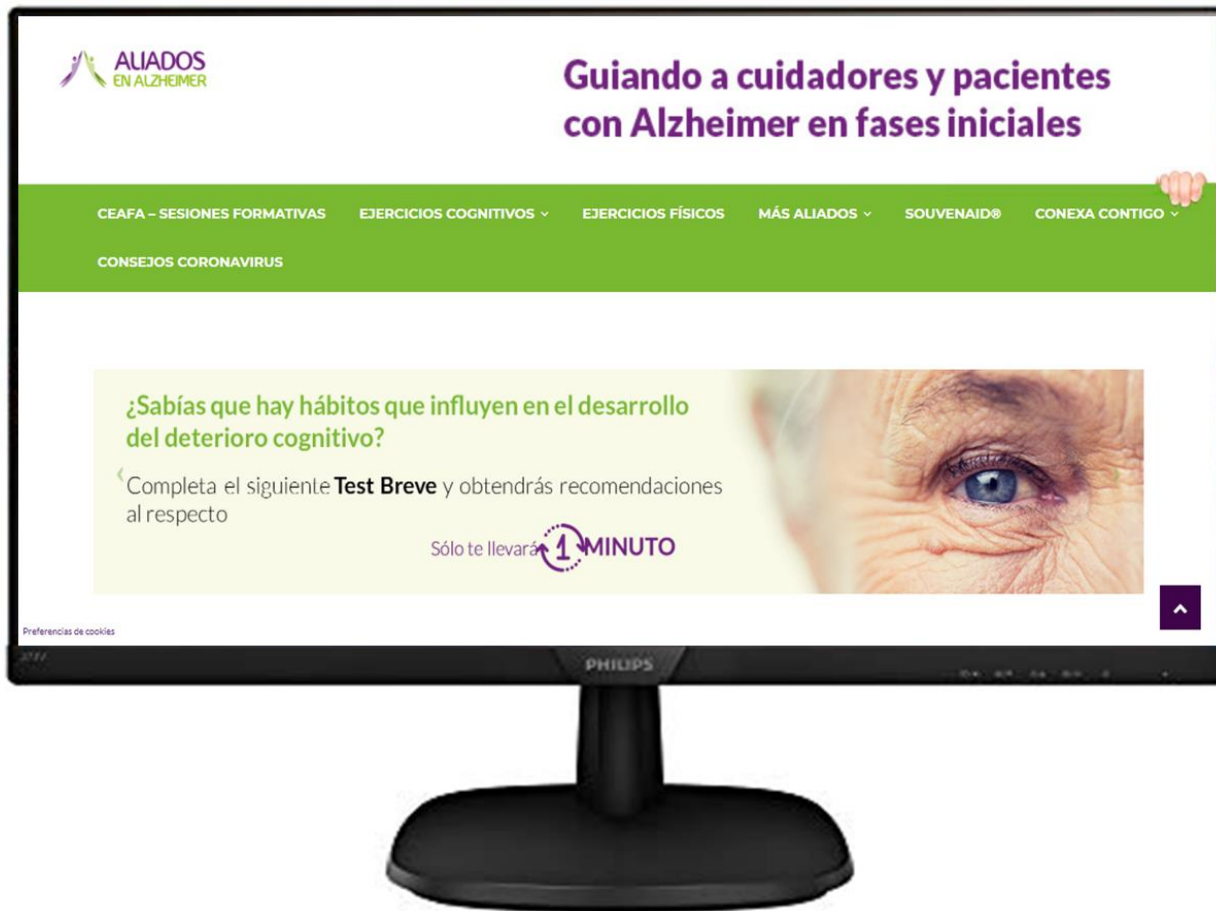 ALIADOS
EN ALZHEIMER
Guiando a cuidadores y pacientes
con Alzheimer en fases iniciales
CEAFA – SESIONES FORMATIVAS EJERCICIOS COGNITIVOS EJERCICIOS FÍSICOS MÁS ALIADOS SOUVENAID® CONEXA CONTIGO
CONSEJOS CORONAVIRUS
¿Sabías que hay hábitos que influyen en el desarrollo
del deterioro cognitivo?
Completa el siguiente Test Breve y obtendrás recomendaciones
al respecto
Sólo te llevará 1 MINUTO
Preferencias de cookies
PHILIPS